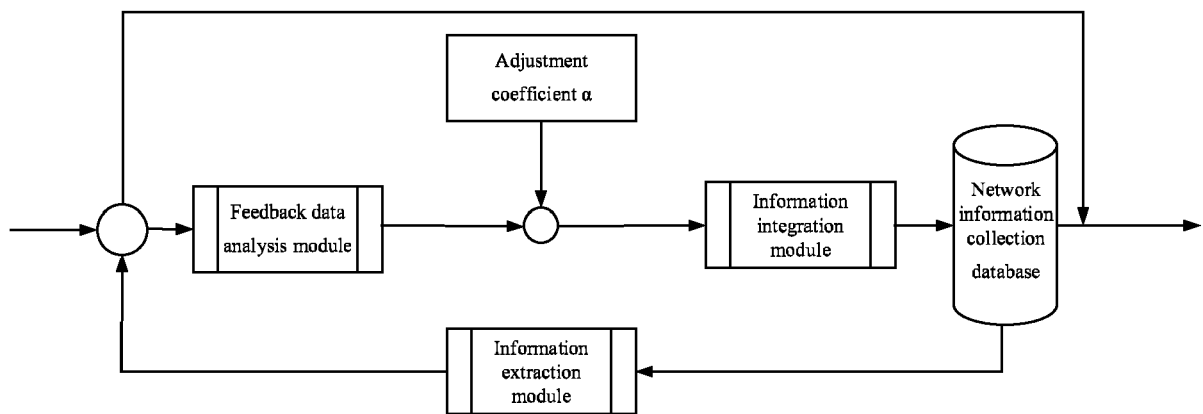 Adjustment
coefficient α
Feedback data
analysis module
Information
integration
module
Network
information
collection
database
Information
extraction
module